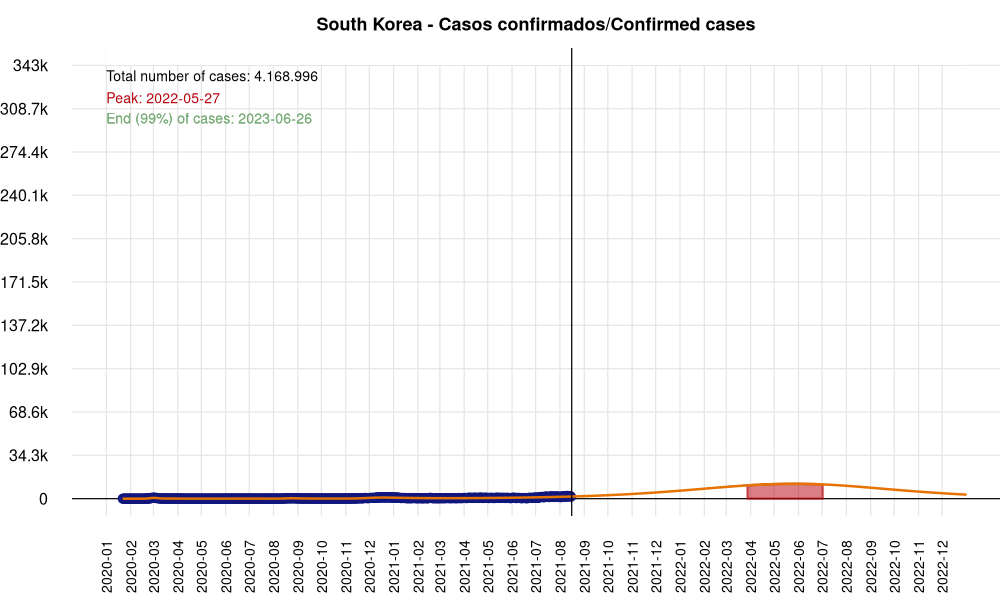 South Korea - Casos confirmados/Confirmed cases
343k
Total number of cases: 4.168.996
Peak: 2022-05-27
308.7k
End (99%) of cases: 2023-06-26
274.4k
240.1k
205.8k
171.5k
137.2k
102.9k
68.6k
34.3k
0
2020-01
2020-02
2020-03
2020-04
2020-05
2020-06
2020-07
2020-08
2020-09
2020-10
2020-11
2020-12
2021-01
2021-02
2021-03
2021-04
2021-05
2021-06
2021-07
2021-08
2021-09
2021-10
2021-11
2021-12
2022-01
2022-02
2022-03
2022-04
2022-05
2022-06
2022-07
2022-08
2022-09
2022-10
2022-11
2022-12